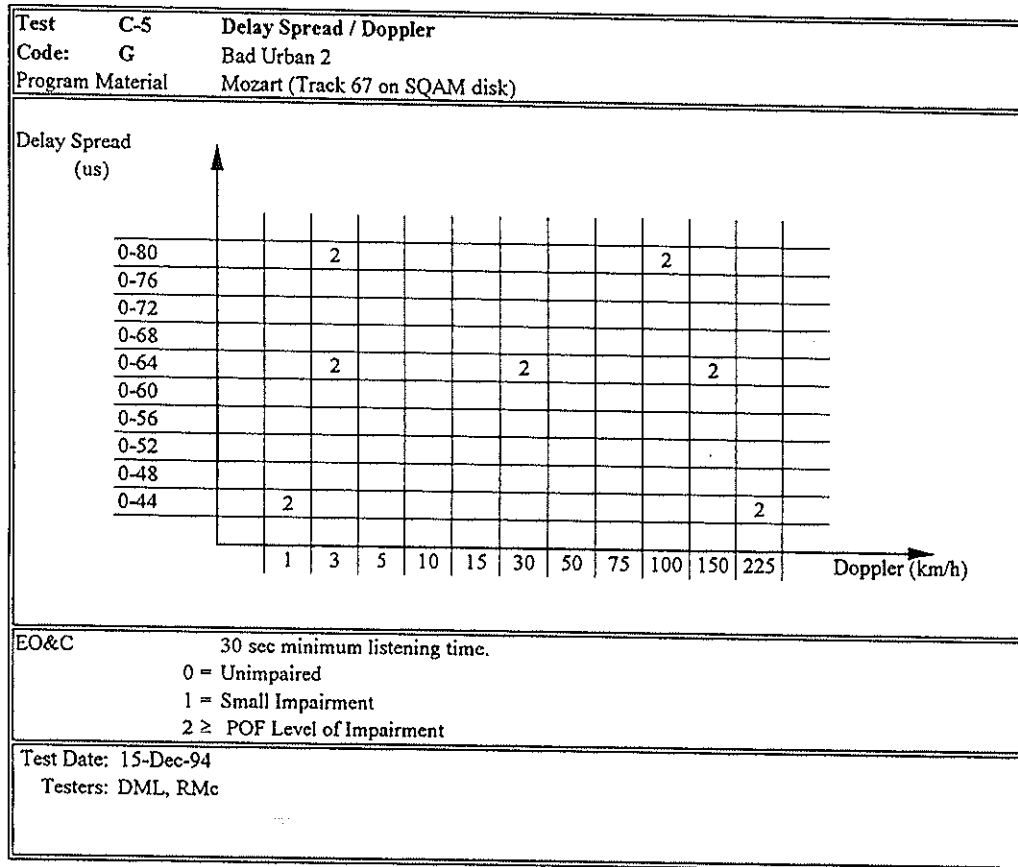 Test C-5 Delay Spread / Doppler
Code: G Bad Urban 2
Program Material Mozart (Track 67 on SQAM disk)
Delay Spread
(us)
0-80 2 2
0-76
0-72
0-68
0-64 2 2 2
0-60
0-56
0-52
0-48
0-44 2 2
1 3 5 10 15 30 50 75 100 150 225 Doppler (km/h)
EO&C 30 sec minimum listening time.
0 = Unimpaired
1 = Small Impairment
2 ≥ POF Level of Impairment
Test Date: 15-Dec-94
Testers: DML, RMc